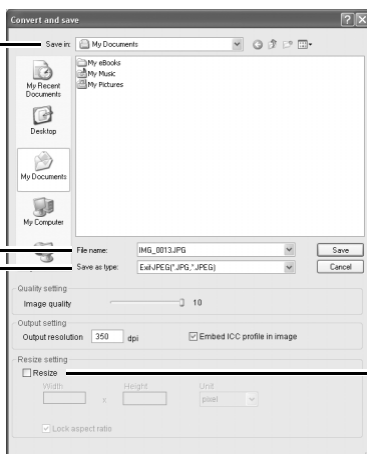 Convert and save
Save in: My Documents
My Recent Documents
Desktop
My Documents
My Computer
My eBooks
My Music
My Pictures
File name: IMG_0013.JPG Save
Save as type: Exif-JPEG(*.JPG,*.JPEG) Cancel
Quality setting
Image quality 10
Output setting
Output resolution 350 dpi Embed ICC profile in image
Resize setting
Resize
Width Height Unit
x pixel
Lock aspect ratio